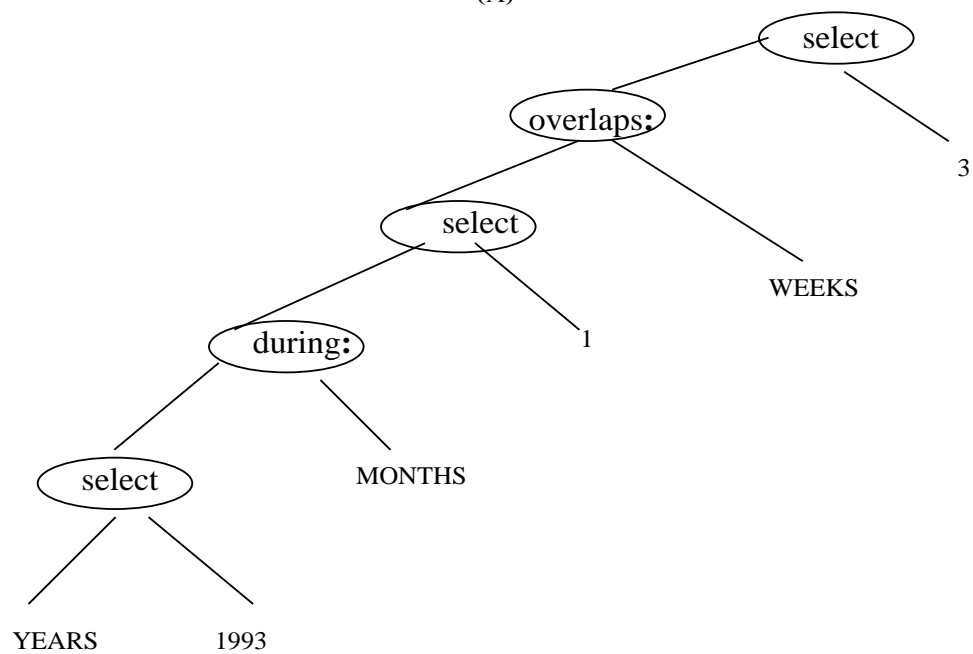 (A)
select
overlaps:
3
select
WEEKS
1
during:
MONTHS
select
YEARS 1993